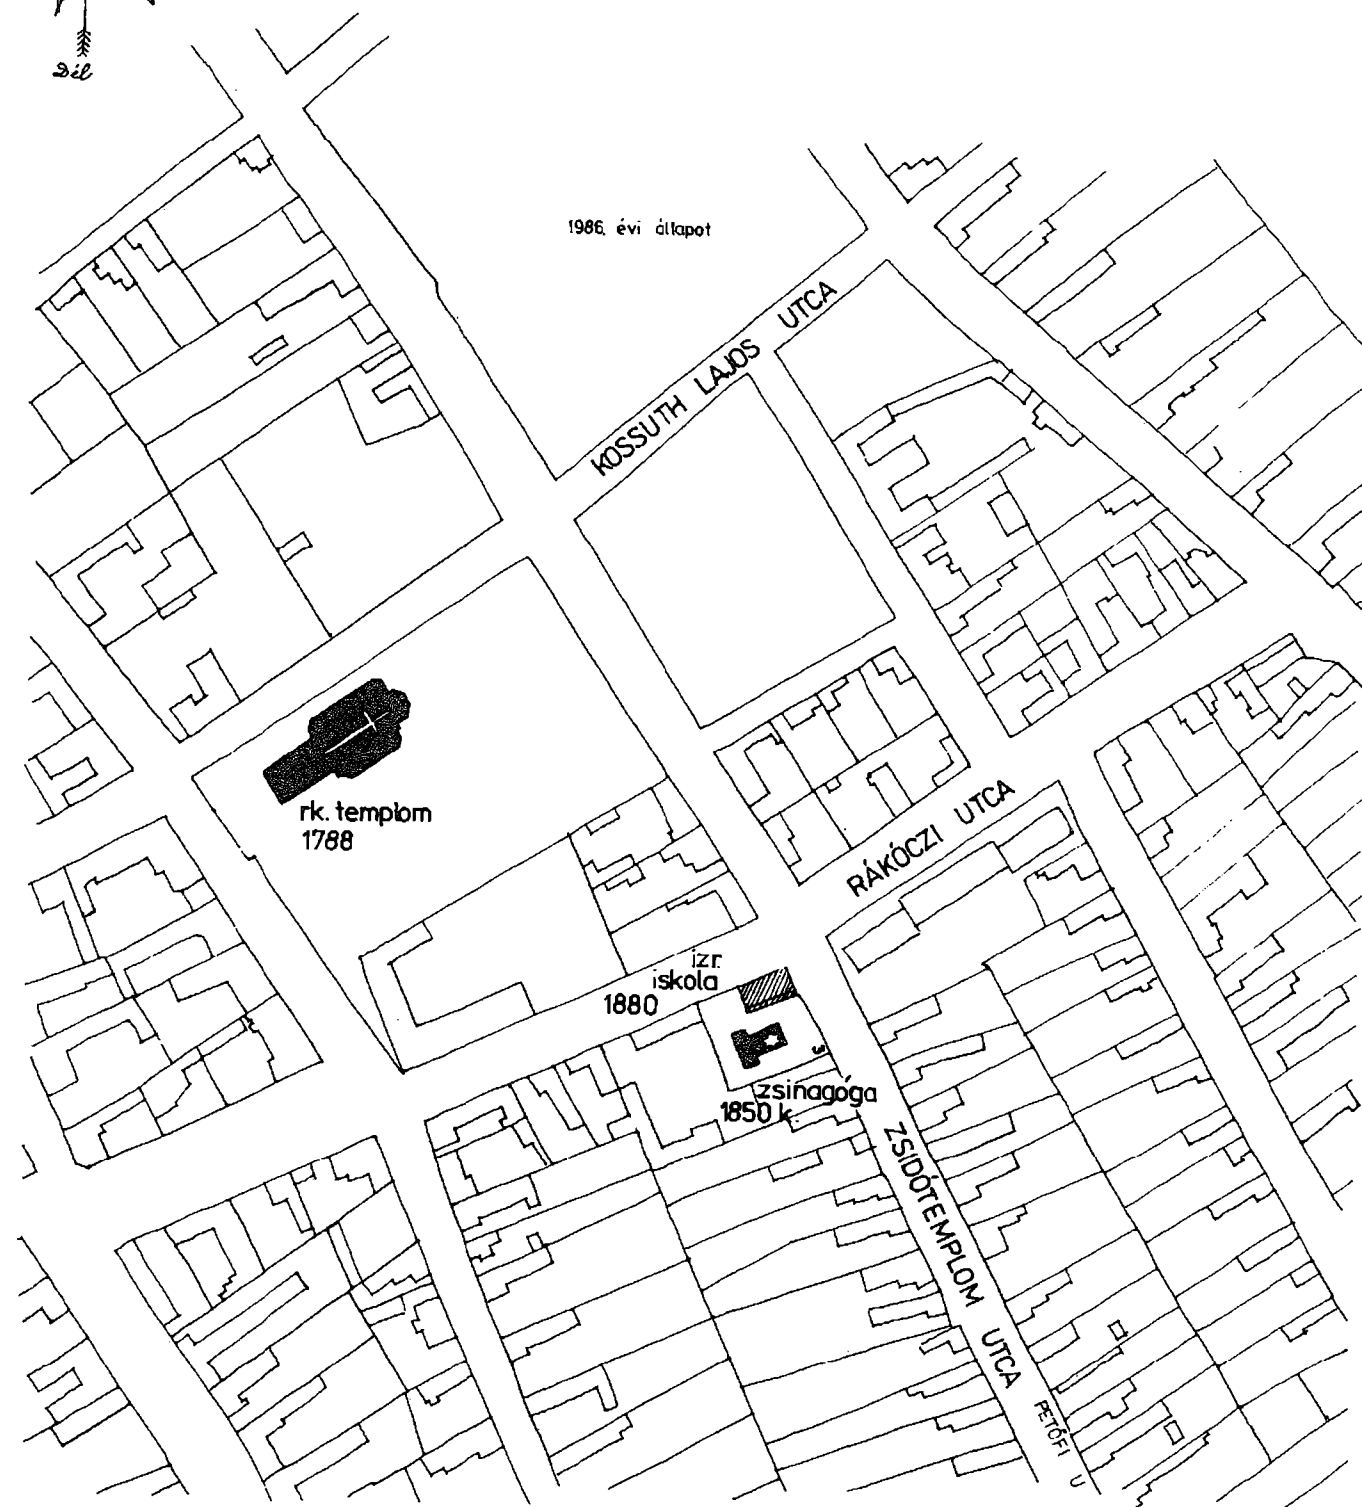 Dél
1986. évi állapot
KOSSUTH LAJOS UTCA
rk. templom
1788
RÁKÓCZI UTCA
izr.
iskola
1880
3
zsinagóga
1850 k.
ZSIDÓTEMPLOM UTCA
PETŐFI U